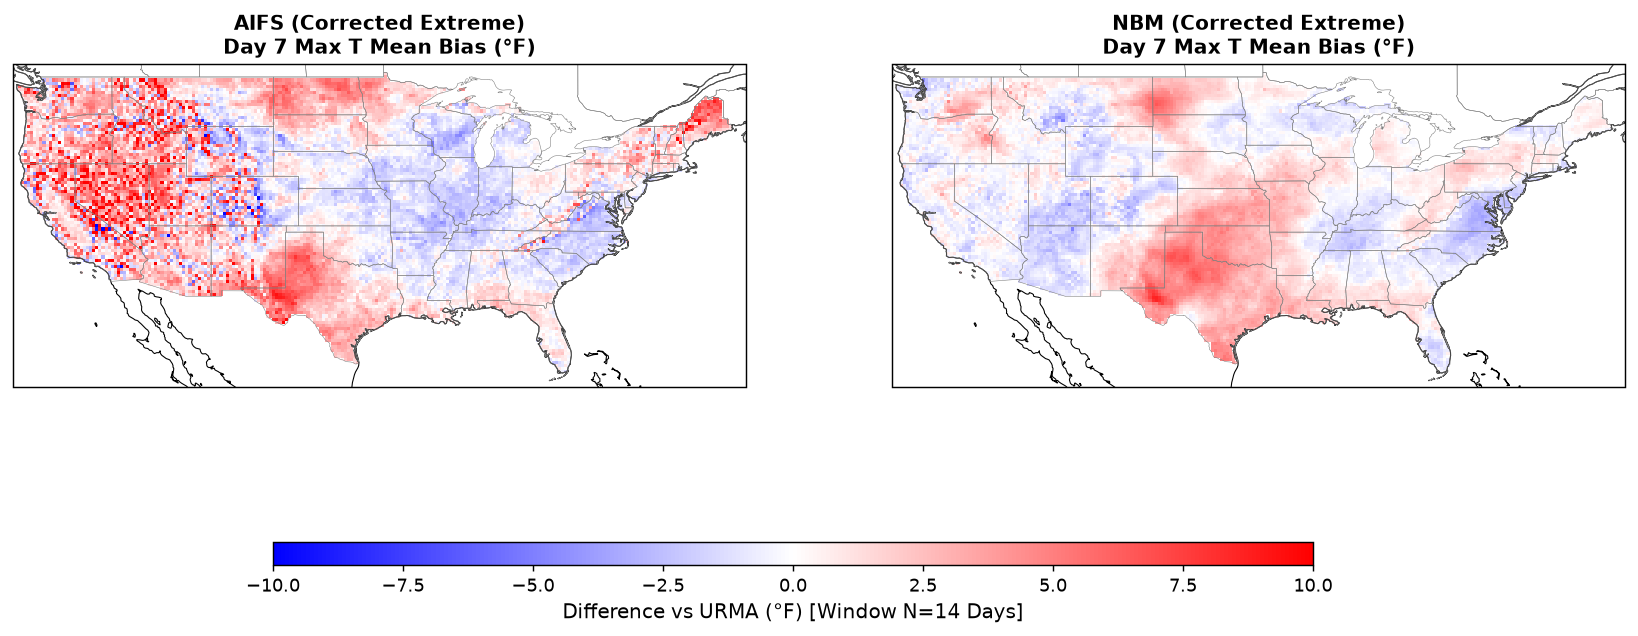 AIFS (Corrected Extreme)
Day 7 Max T Mean Bias (°F)
NBM (Corrected Extreme)
Day 7 Max T Mean Bias (°F)
−10.0 −7.5 −5.0 −2.5 0.0 2.5 5.0 7.5 10.0
Difference vs URMA (°F) [Window N=14 Days]